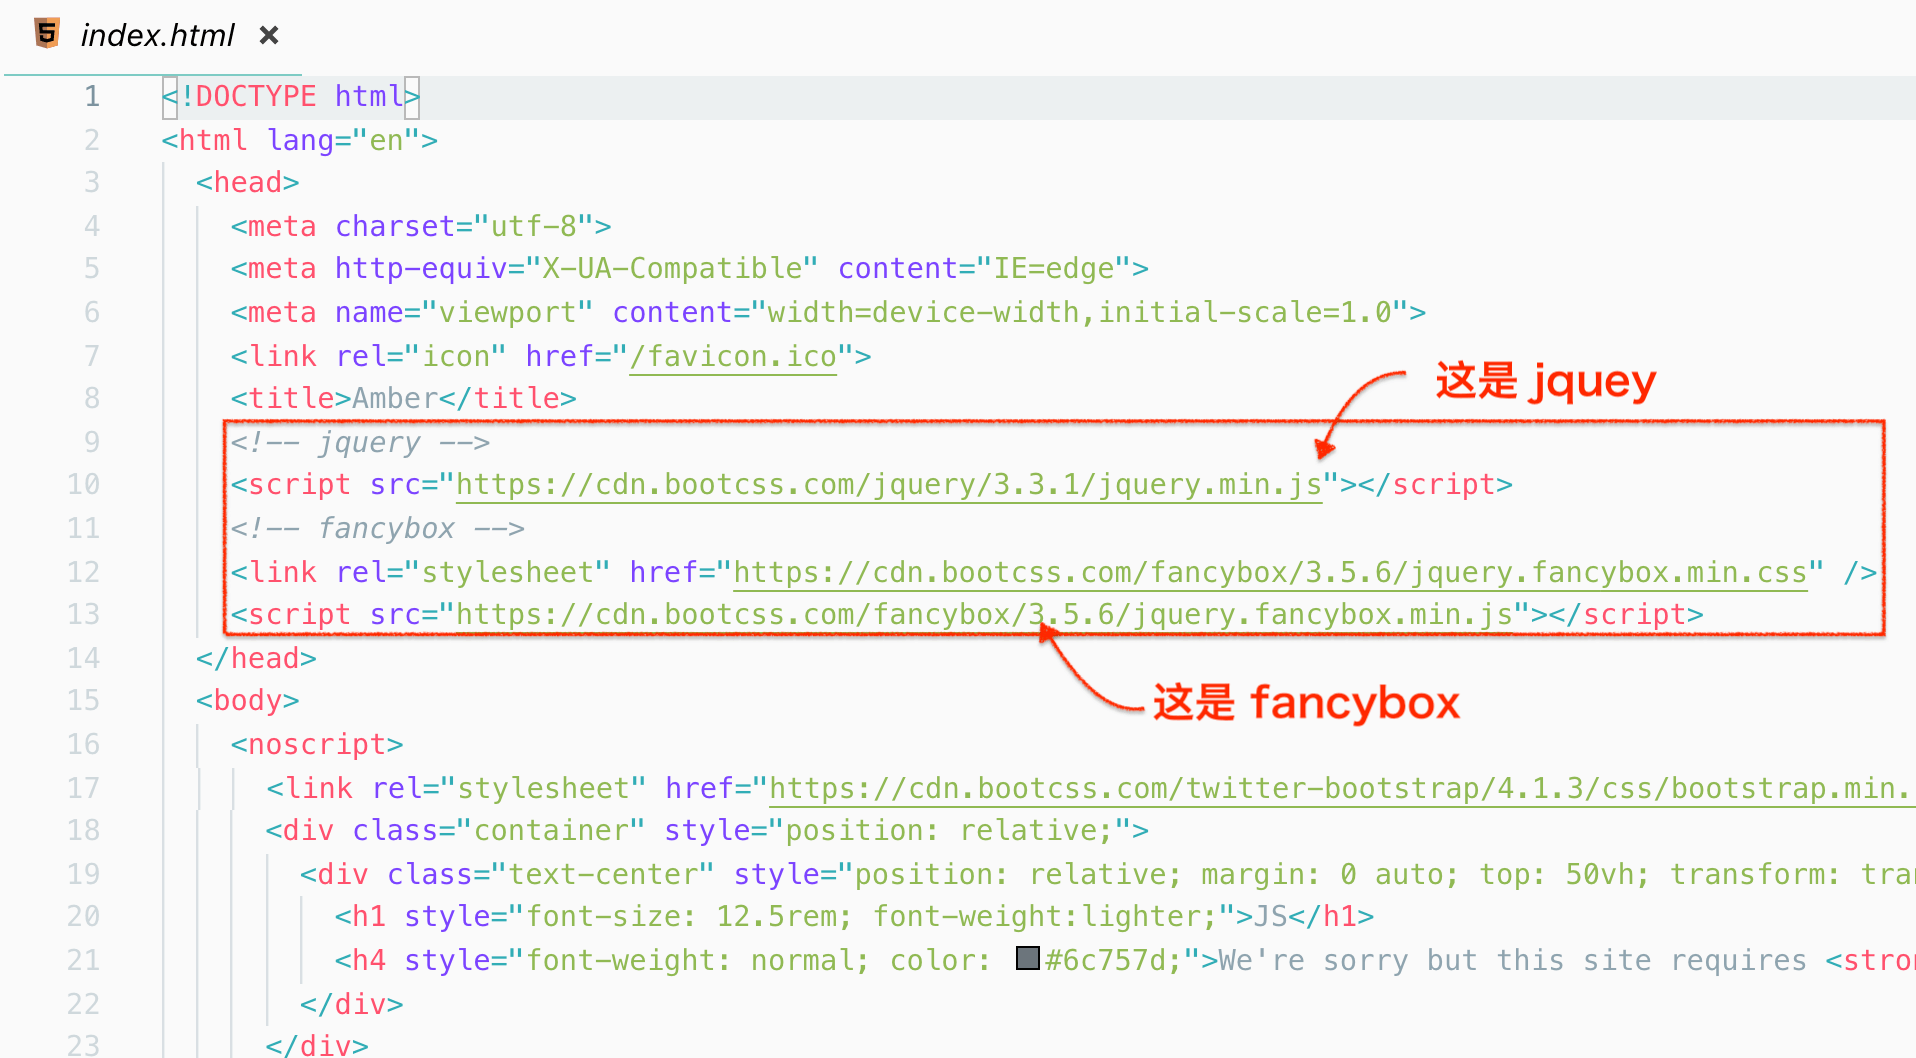 index.html
1 <!DOCTYPE html>
2 <html lang="en">
3 <head>
4 <meta charset="utf-8">
5 <meta http-equiv="X-UA-Compatible" content="IE=edge">
6 <meta name="viewport" content="width=device-width,initial-scale=1.0">
7 <link rel="icon" href="/favicon.ico">
8 <title>Amber</title>
这是 jquey
9 <!-- jquery -->
10 <script src="https://cdn.bootcss.com/jquery/3.3.1/jquery.min.js"></script>
11 <!-- fancybox -->
12 <link rel="stylesheet" href="https://cdn.bootcss.com/fancybox/3.5.6/jquery.fancybox.min.css" />
13 <script src="https://cdn.bootcss.com/fancybox/3.5.6/jquery.fancybox.min.js"></script>
14 </head>
15 <body>
这是 fancybox
16 <noscript>
17 <link rel="stylesheet" href="https://cdn.bootcss.com/twitter-bootstrap/4.1.3/css/bootstrap.min.
18 <div class="container" style="position: relative;">
19 <div class="text-center" style="position: relative; margin: 0 auto; top: 50vh; transform: tra
20 <h1 style="font-size: 12.5rem; font-weight:lighter;">JS</h1>
21 <h4 style="font-weight: normal; color: #6c757d;">We're sorry but this site requires <stro
22 </div>
23 </div>